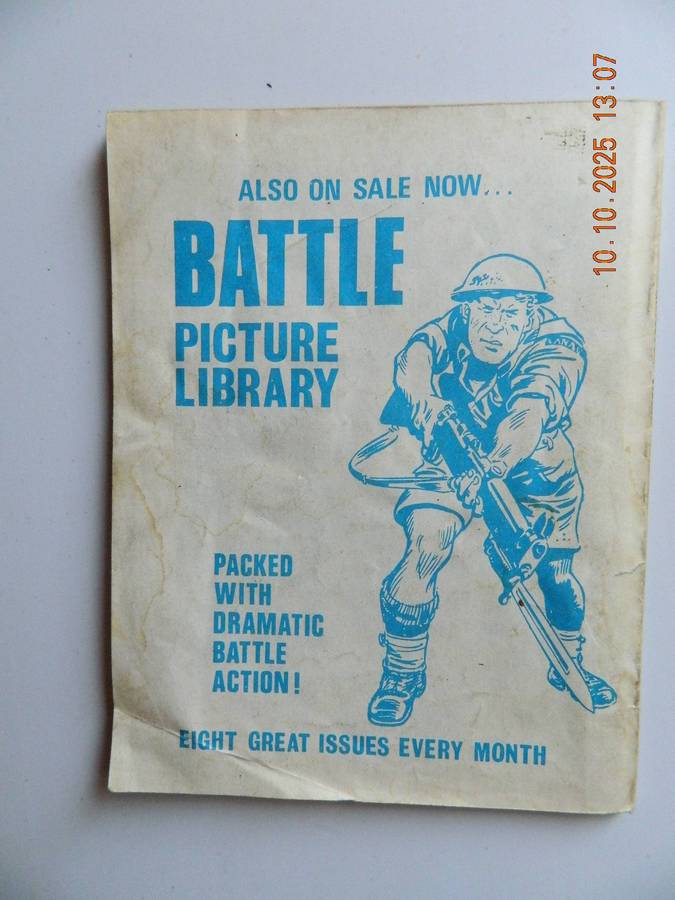 ALSO ON SALE NOW...
BATTLE
PICTURE
LIBRARY
PACKED
WITH
DRAMATIC
BATTLE
ACTION!
EIGHT GREAT ISSUES EVERY MONTH
10.10.2025 13:07